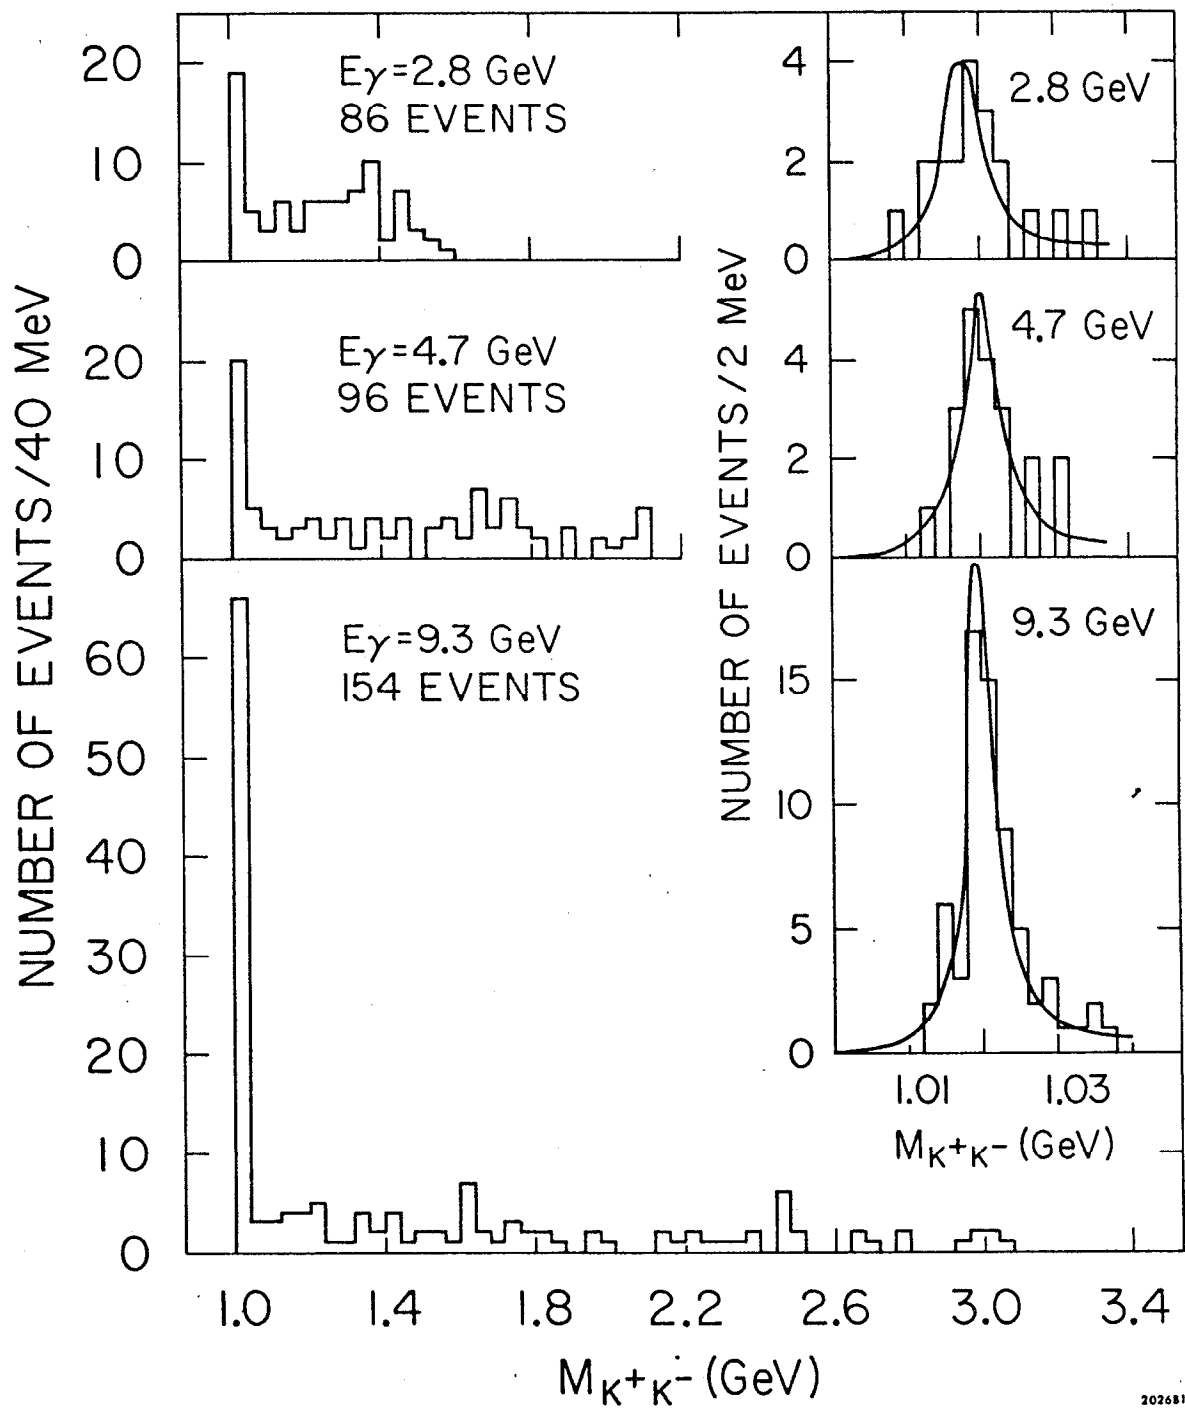 NUMBER OF EVENTS/40 MeV
20
10
0
Eγ=2.8 GeV
86 EVENTS
20
10
0
Eγ=4.7 GeV
96 EVENTS
60
50
40
30
20
10
0
Eγ=9.3 GeV
154 EVENTS
1.0 1.4 1.8 2.2 2.6 3.0 3.4
MK+K- (GeV)
NUMBER OF EVENTS/2 MeV
4
2
0
2.8 GeV
4
2
0
4.7 GeV
15
10
5
0
9.3 GeV
1.01 1.03
MK+K- (GeV)
2026B1